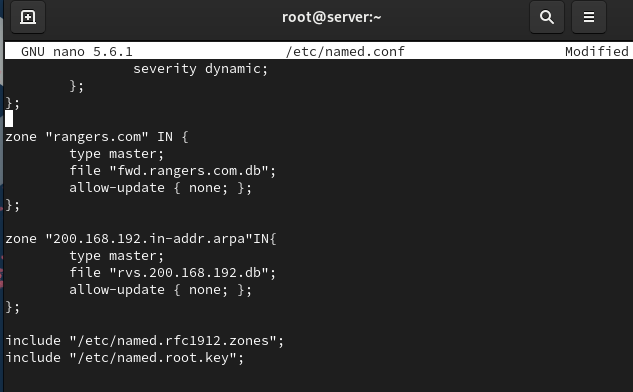 root@server:~
GNU nano 5.6.1 /etc/named.conf Modified
severity dynamic;
};
};
zone "rangers.com" IN {
type master;
file "fwd.rangers.com.db";
allow-update { none; };
};
zone "200.168.192.in-addr.arpa"IN{
type master;
file "rvs.200.168.192.db";
allow-update { none; };
};
include "/etc/named.rfc1912.zones";
include "/etc/named.root.key";